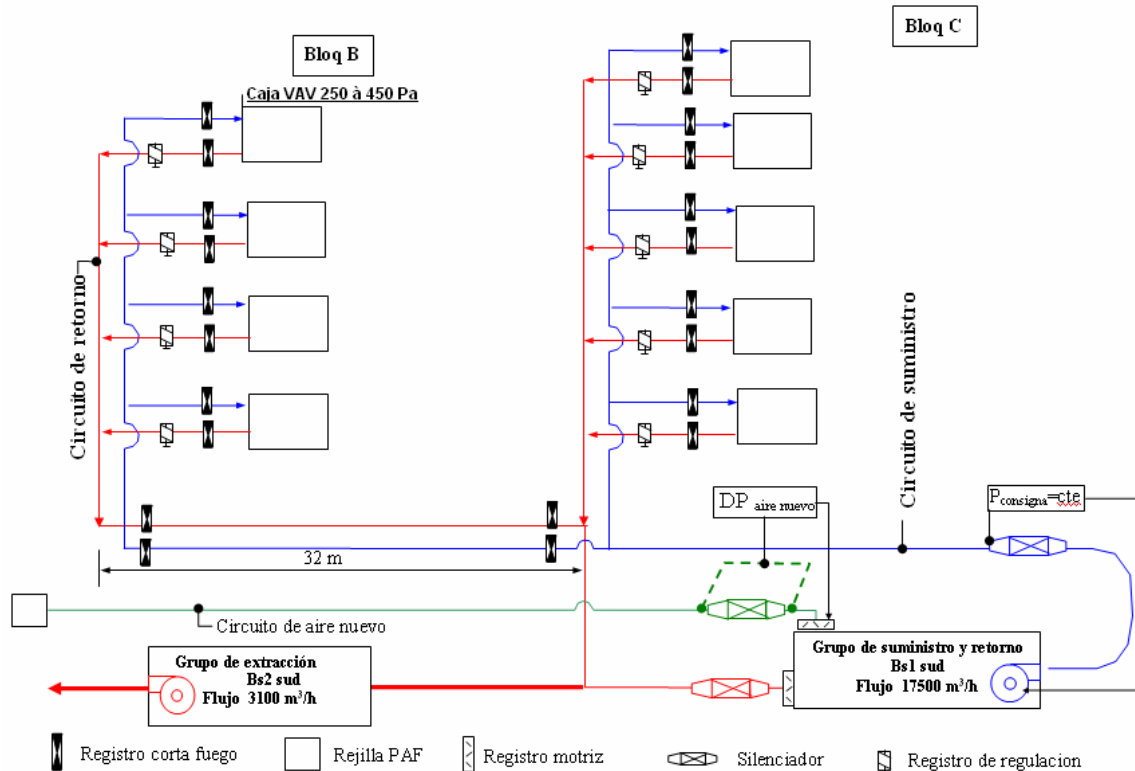 Bloq B
Bloq C
Caja VAV 250 à 450 Pa
Circuito de retorno
Circuito de suministro
DP aire nuevo
Pconsigna=cte
32 m
Circuito de aire nuevo
Grupo de extracción
Bs2 sud
Flujo 3100 m³/h
Grupo de suministro y retorno
Bs1 sud
Flujo 17500 m³/h
Registro corta fuego
Rejilla PAF
Registro motriz
Silenciador
Registro de regulacion